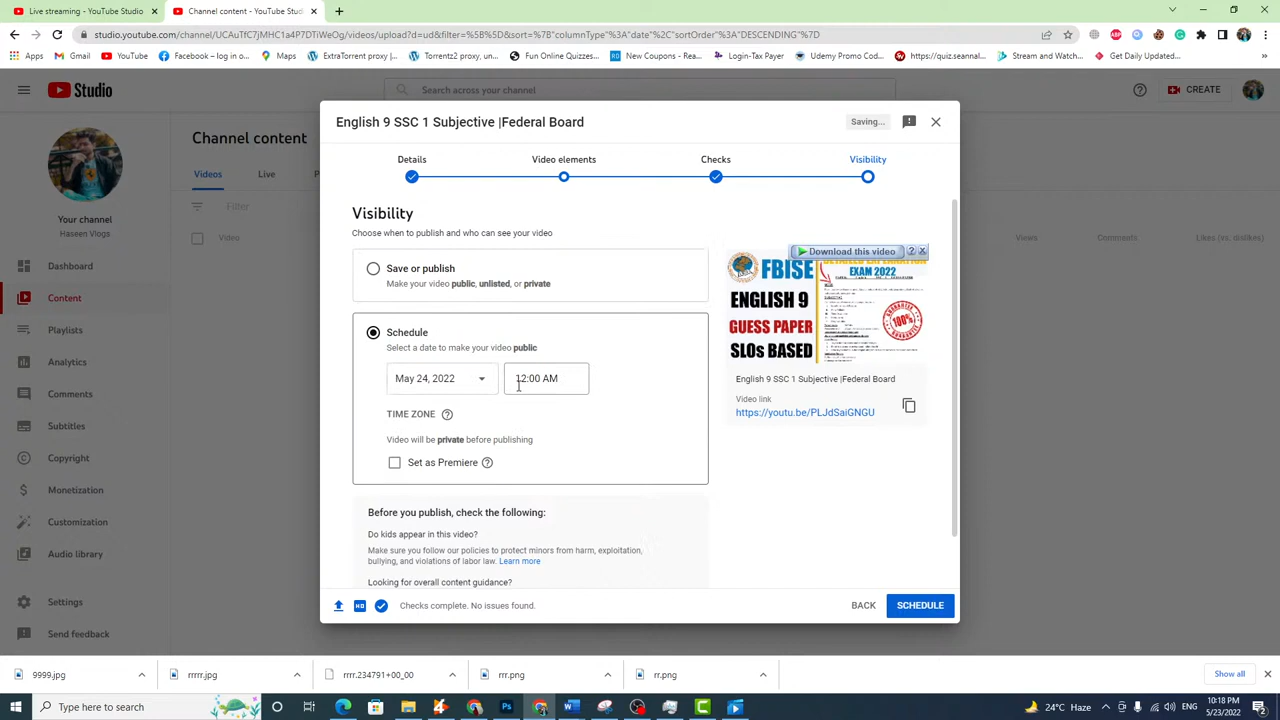 Live streaming - YouTube Studio
Channel content - YouTube Studio
studio.youtube.com/channel/UCAuTfC7jMHC1a4P7TiWeOg/videos/upload?d=ud&filter=%5B%5D&sort=%7B"columnType"%3A"date"%2C"sortOrder"%3A"DESCENDING"%7D
Apps
Gmail
YouTube
Facebook - log in o...
Maps
ExtraTorrent proxy |...
Torrentz2 proxy, un...
Fun Online Quizzes...
New Coupons - Real...
Login-Tax Payer
Udemy Promo Cod...
https://quiz.seannal...
Stream and Watch...
Get Daily Updated...
»
Studio
Search across your channel
CREATE
Channel content
Videos
Live
Filter
Video
Views
Comments
Likes (vs. dislikes)
Your channel
Haseen Vloga
Dashboard
Content
Playlists
Analytics
Comments
Subtitles
Copyright
Monetization
Customization
Audio library
Settings
Send feedback
English 9 SSC 1 Subjective |Federal Board
Saving...
Details
Video elements
Checks
Visibility
Visibility
Choose when to publish and who can see your video
Save or publish
Make your video public, unlisted, or private
Schedule
Select a date to make your video public
May 24, 2022
12:00 AM
TIME ZONE
Video will be private before publishing
Set as Premiere
Before you publish, check the following:
Do kids appear in this video?
Make sure you follow our policies to protect minors from harm, exploitation,
bullying, and violations of labor law. Learn more
Looking for overall content guidance?
Download this video
DETAILED EXPLANATION
EXAM 2022
FBISE
ENGLISH 9
GUESS PAPER
SLOs BASED
100%
English 9 SSC 1 Subjective |Federal Board
Video link
https://youtu.be/PLJdSaiGNGU
Checks complete. No issues found.
BACK
SCHEDULE
9999.jpg
rrrrr.jpg
rrrr.234791+00_00
rrr.png
rr.png
Show all
Type here to search
24°C Haze
10:18 PM
5/23/2022